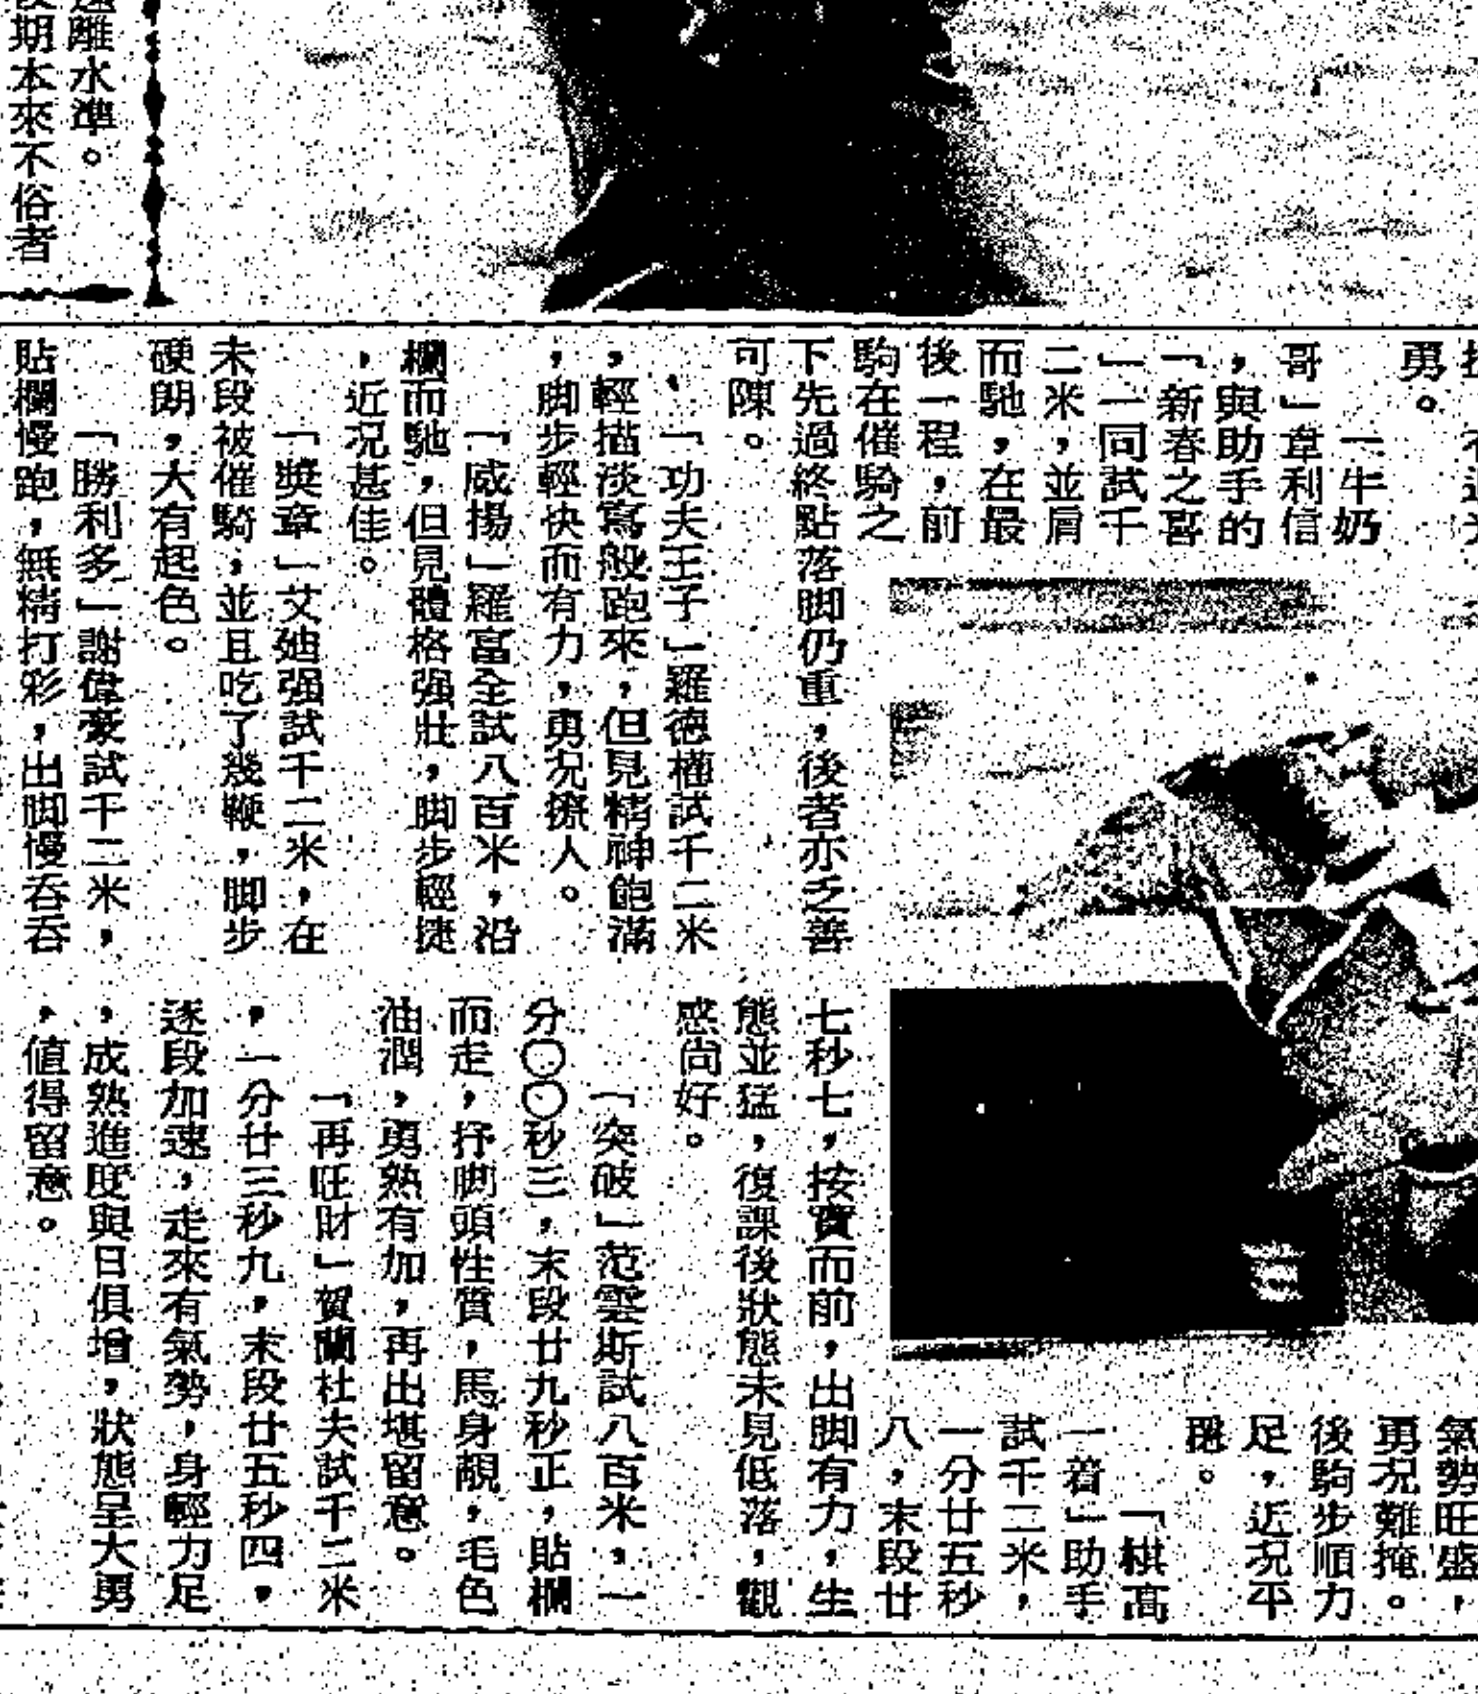 離水準。
期本來不俗者
勇。
「牛奶
哥」韋利信
，與助手的
「新春之喜
」一同試千
二米，並肩
而馳，在最
後一程，前
駒在催騎之
下先過終點落脚仍重，後者亦乏善
可陳。
「功夫王子」羅德權試千二米
，輕描淡寫般跑來，但見精神飽滿
，脚步輕快而有力，勇況撩人。
「威揚」羅富全試八百米，沿
欄而馳，但見體格强壯，脚步輕捷
，近況甚佳。
「獎章」艾廸强試千二米，在
末段被催騎，並且吃了幾鞭，脚步
硬朗，大有起色。
「勝利多」謝偉豪試千二米，
貼欄慢跑，無精打彩，出脚慢吞吞
氣勢旺盛，
勇況難掩。
後駒步順力
足，近況平
穩。
「棋高
一着」助手
試千二米，
一分廿五秒
八，末段廿
七秒七，按實而前，出脚有力，生
態並猛，復課後狀態未見低落，觀
感尚好。
「突破」范雲斯試八百米，一
分〇〇秒三，末段廿九秒正，貼欄
而走，抒脚頭性質，馬身靚，毛色
油潤，勇熟有加，再出堪留意。
「再旺財」賀蘭杜夫試千二米
，一分廿三秒九，末段廿五秒四，
逐段加速，走來有氣勢，身輕力足
，成熟進度與日俱增，狀態呈大勇
，值得留意。